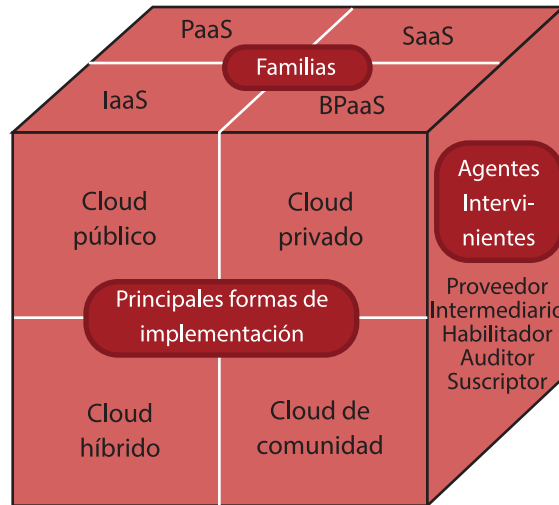 PaaS
SaaS
Familias
IaaS
BPaaS
Cloud
público
Cloud
privado
Principales formas de
implementación
Cloud
híbrido
Cloud de
comunidad
Agentes
Intervi-
nientes
Proveedor
Intermediario
Habilitador
Auditor
Suscriptor